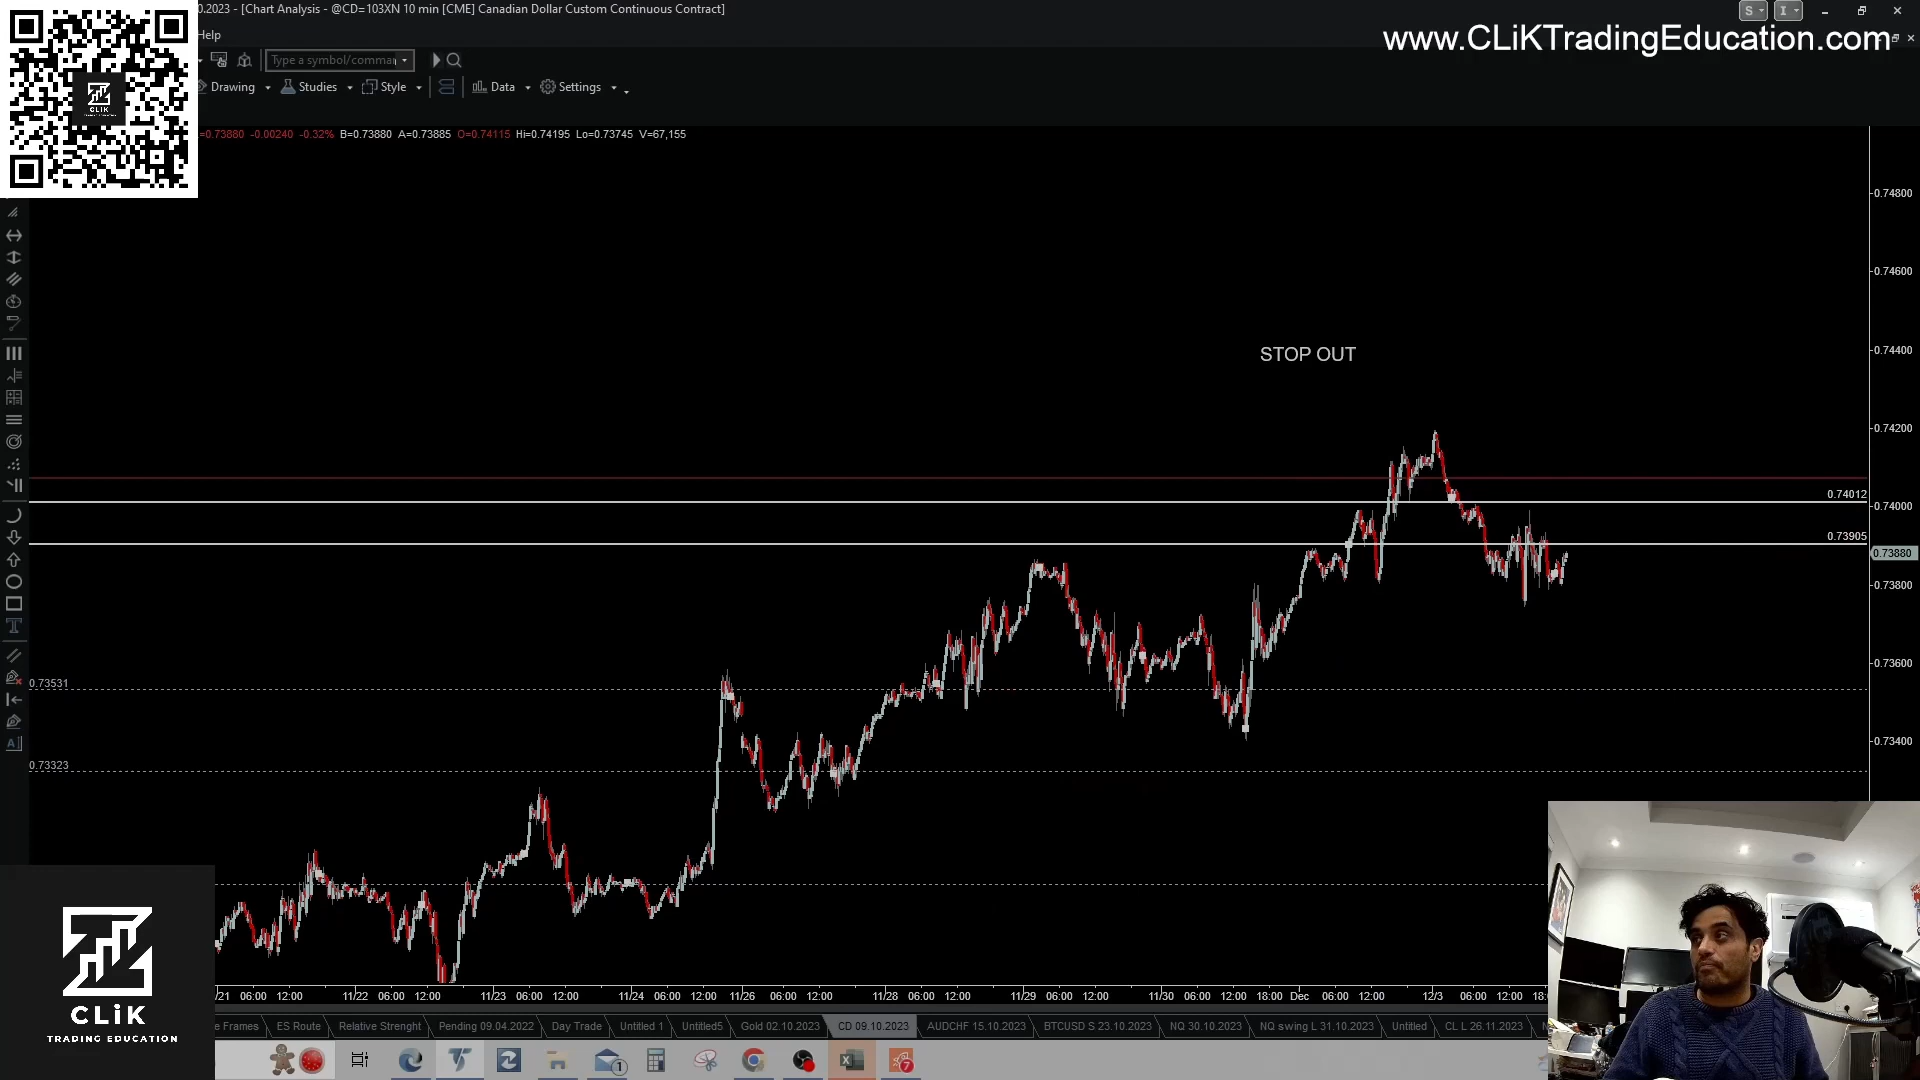 0.2023 - [Chart Analysis - @CD=103XN 10 min [CME] Canadian Dollar Custom Continuous Contract]
S
I
Help
www.CLiKTradingEducation.com
Type a symbol/comma
Drawing
Studies
Style
Data
Settings
=0.73880 -0.00240 -0.32% B=0.73880 A=0.73885 O=0.74115 Hi=0.74195 Lo=0.73745 V=67,155
CLiK
0.74800
0.74600
STOP OUT
0.74400
0.74200
0.74012
0.74000
0.73905
0.73880
0.73800
0.73600
0.73531
0.73400
0.73323
CLiK
TRADING EDUCATION
/21 06:00 12:00 11/22 06:00 12:00 11/23 06:00 12:00 11/24 06:00 12:00 11/26 06:00 12:00 11/28 06:00 12:00 11/29 06:00 12:00 11/30 06:00 12:00 18:00 Dec 06:00 12:00 12/3 06:00 12:00 18:
e Frames ES Route Relative Strenght Pending 09.04.2022 Day Trade Untitled 1 Untitled5 Gold 02.10.2023 CD 09.10.2023 AUDCHF 15.10.2023 BTCUSD S 23.10.2023 NQ 30.10.2023 NQ swing L 31.10.2023 Untitled CL L 26.11.2023
1
7